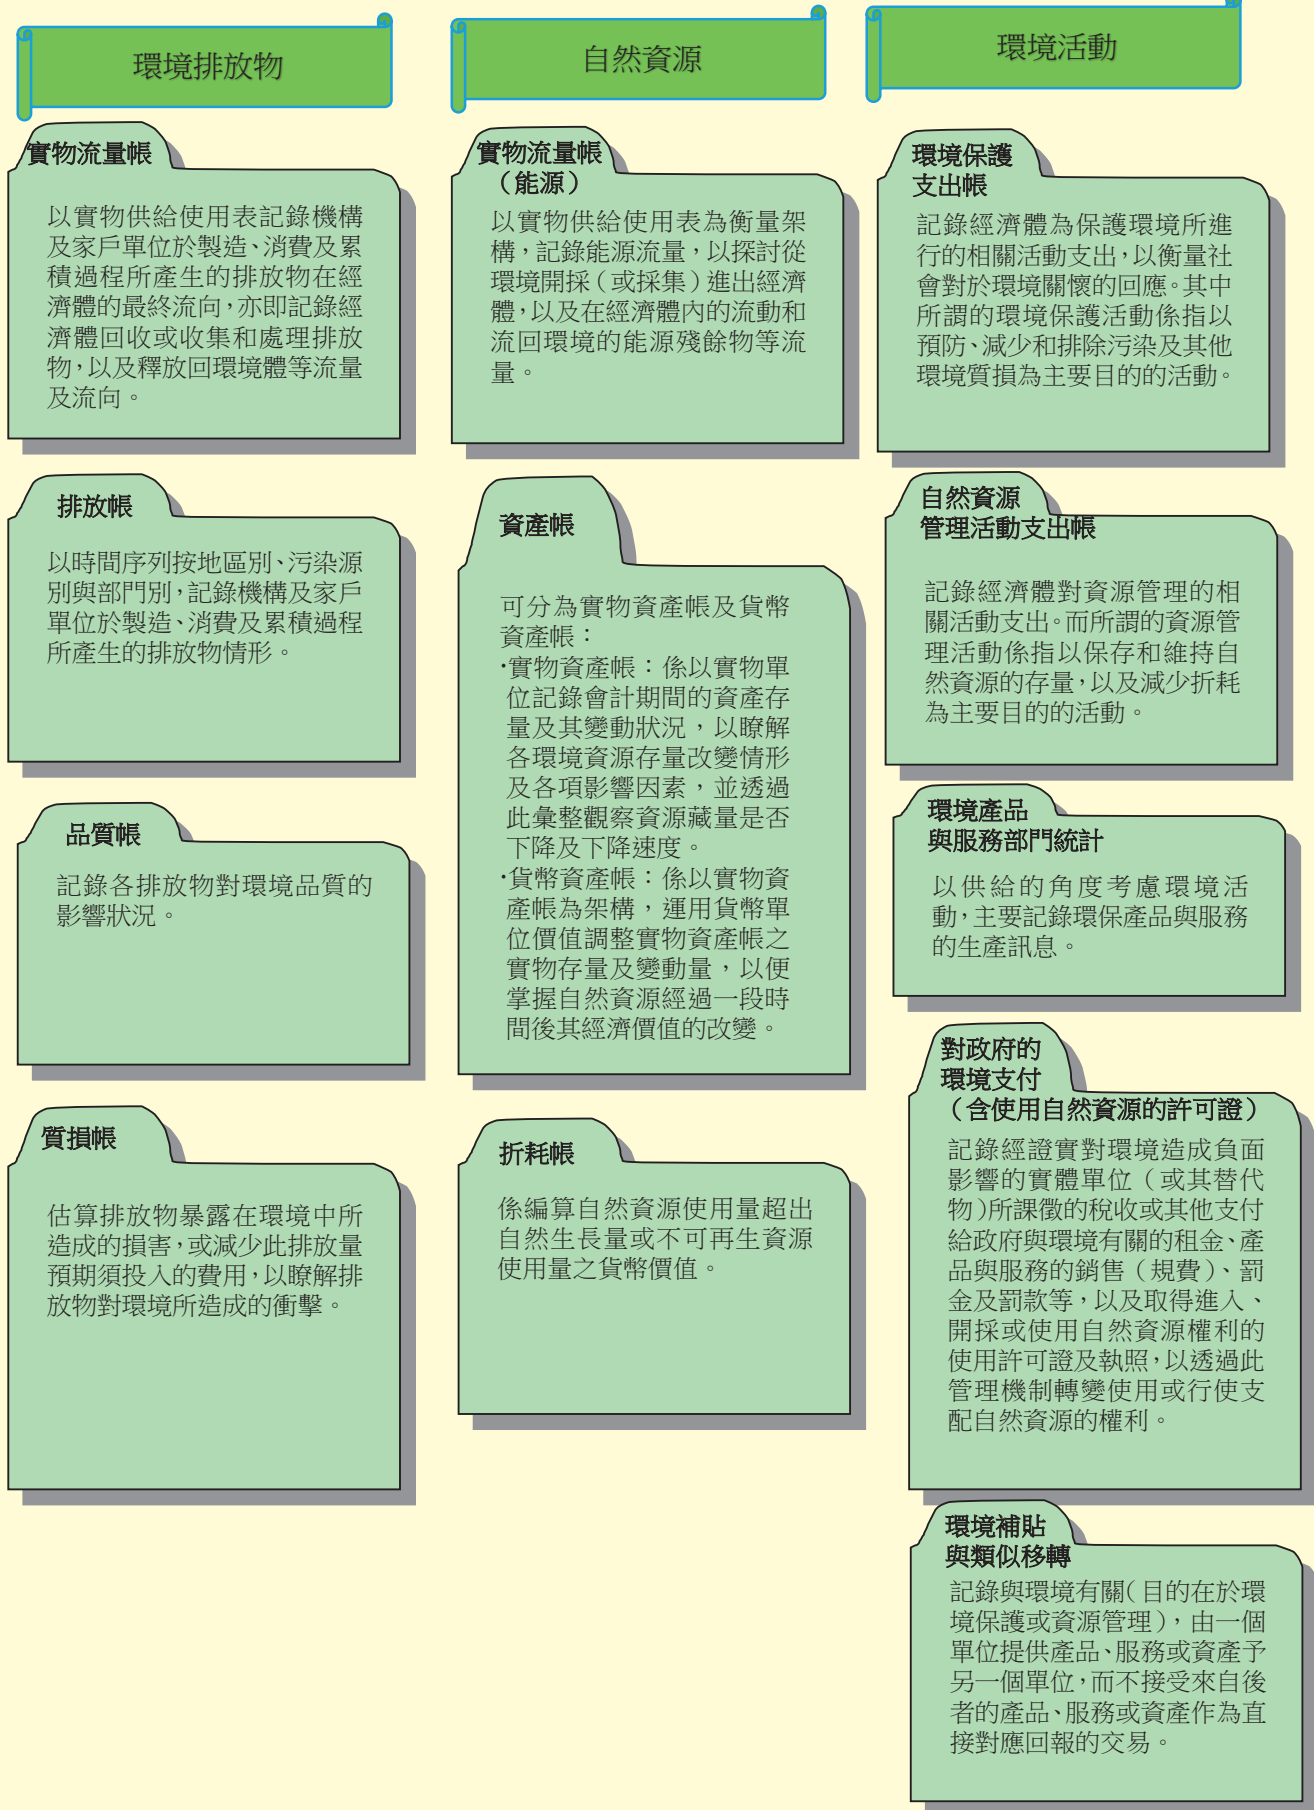 環境排放物
實物流量帳
以實物供給使用表記錄機構
及家戶單位於製造、消費及累
積過程所產生的排放物在經
濟體的最終流向，亦即記錄經
濟體回收或收集和處理排放
物，以及釋放回環境體等流量
及流向。
排放帳
以時間序列按地區別、污染源
別與部門別，記錄機構及家戶
單位於製造、消費及累積過程
所產生的排放物情形。
品質帳
記錄各排放物對環境品質的
影響狀況。
質損帳
估算排放物暴露在環境中所
造成的損害，或減少此排放量
預期須投入的費用，以瞭解排
放物對環境所造成的衝擊。
自然資源
實物流量帳
（能源）
以實物供給使用表為衡量架
構，記錄能源流量，以探討從
環境開採（或採集）進出經濟
體，以及在經濟體內的流動和
流回環境的能源殘餘物等流
量。
資產帳
可分為實物資產帳及貨幣
資產帳：
‧實物資產帳：係以實物單
位記錄會計期間的資產存
量及其變動狀況，以瞭解
各環境資源存量改變情形
及各項影響因素，並透過
此彙整觀察資源藏量是否
下降及下降速度。
‧貨幣資產帳：係以實物資
產帳為架構，運用貨幣單
位價值調整實物資產帳之
實物存量及變動量，以便
掌握自然資源經過一段時
間後其經濟價值的改變。
折耗帳
係編算自然資源使用量超出
自然生長量或不可再生資源
使用量之貨幣價值。
環境活動
環境保護
支出帳
記錄經濟體為保護環境所進
行的相關活動支出，以衡量社
會對於環境關懷的回應。其中
所謂的環境保護活動係指以
預防、減少和排除污染及其他
環境質損為主要目的的活動。
自然資源
管理活動支出帳
記錄經濟體對資源管理的相
關活動支出。而所謂的資源管
理活動係指以保存和維持自
然資源的存量，以及減少折耗
為主要目的的活動。
環境產品
與服務部門統計
以供給的角度考慮環境活
動，主要記錄環保產品與服務
的生產訊息。
對政府的
環境支付
（含使用自然資源的許可證）
記錄經證實對環境造成負面
影響的實體單位（或其替代
物）所課徵的稅收或其他支付
給政府與環境有關的租金、產
品與服務的銷售（規費）、罰
金及罰款等，以及取得進入、
開採或使用自然資源權利的
使用許可證及執照，以透過此
管理機制轉變使用或行使支
配自然資源的權利。
環境補貼
與類似移轉
記錄與環境有關（目的在於環
境保護或資源管理），由一個
單位提供產品、服務或資產予
另一個單位，而不接受來自後
者的產品、服務或資產作為直
接對應回報的交易。